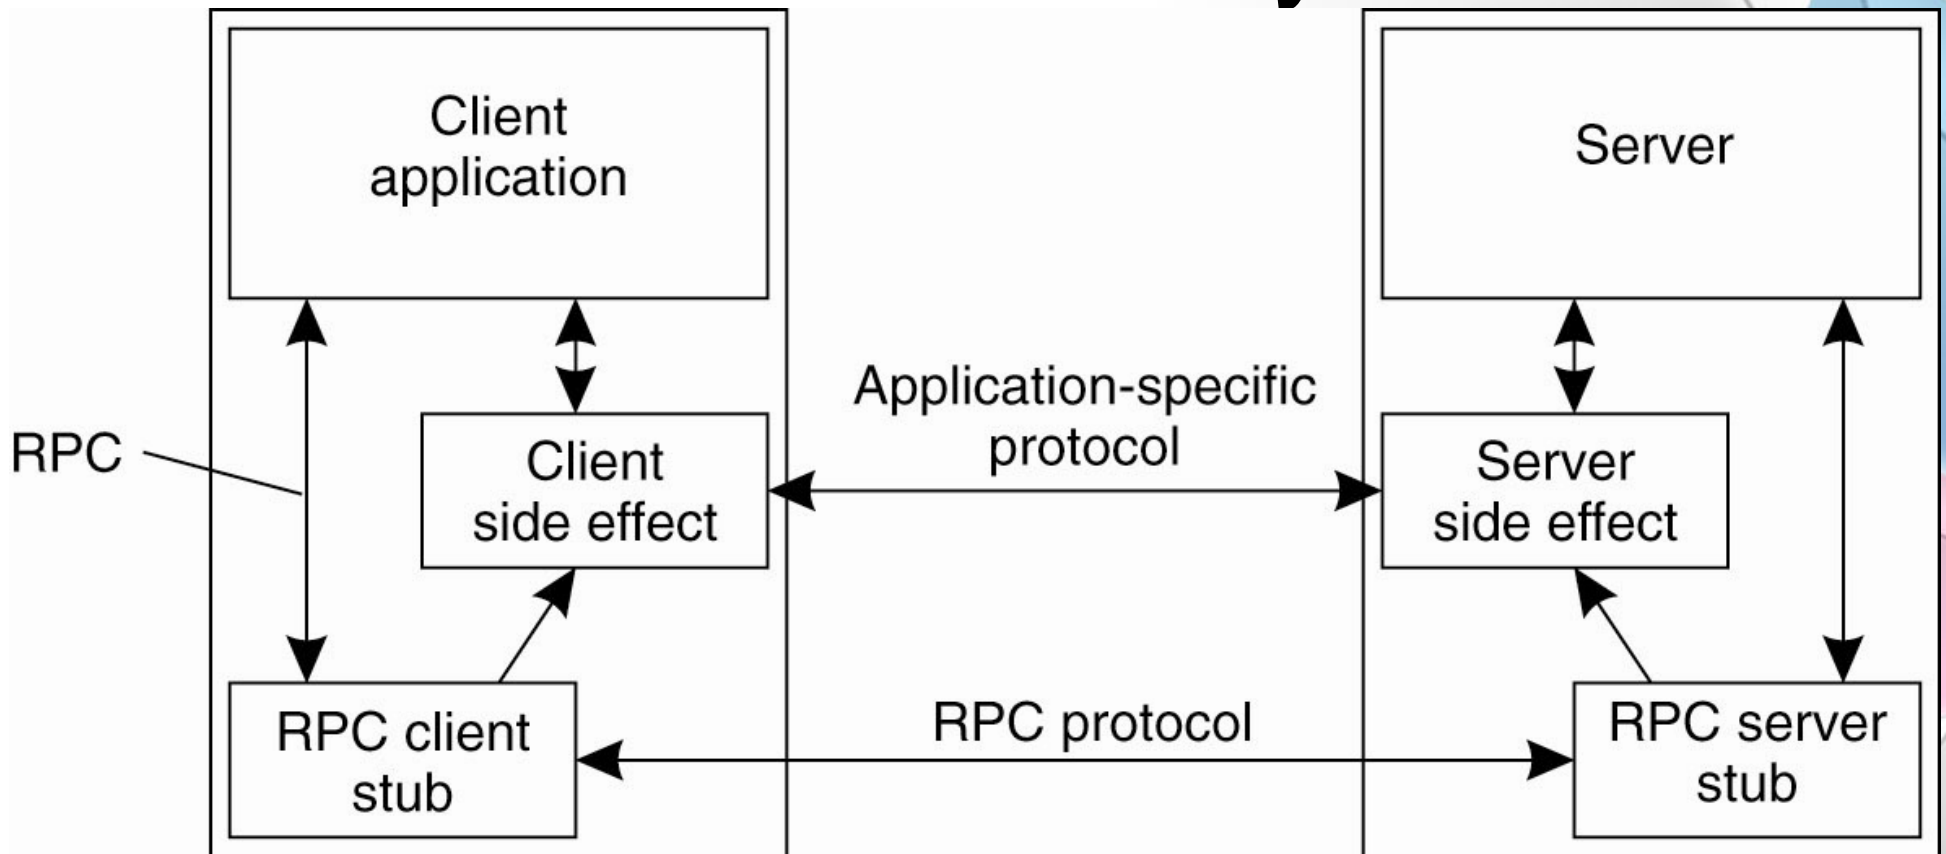 Client
application
Server
Application-specific
protocol
RPC
Client
side effect
Server
side effect
RPC protocol
RPC client
stub
RPC server
stub